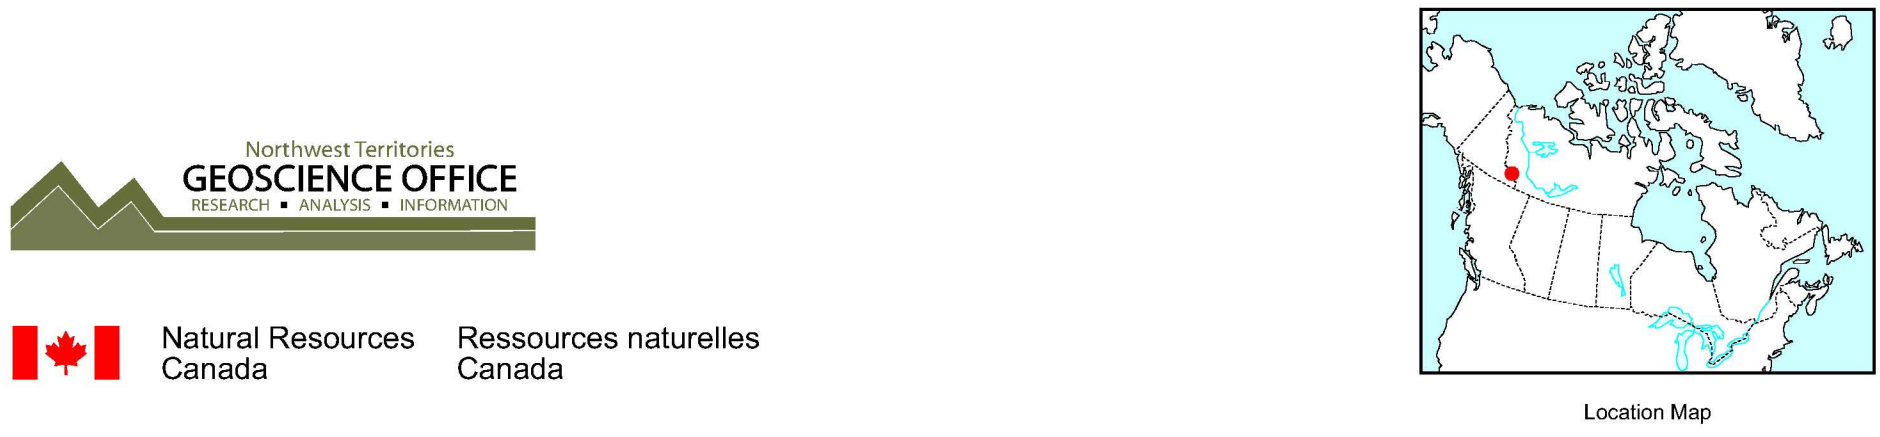 Northwest Territories
GEOSCIENCE OFFICE
RESEARCH ▪ ANALYSIS ▪ INFORMATION
Natural Resources
Canada
Ressources naturelles
Canada
Location Map